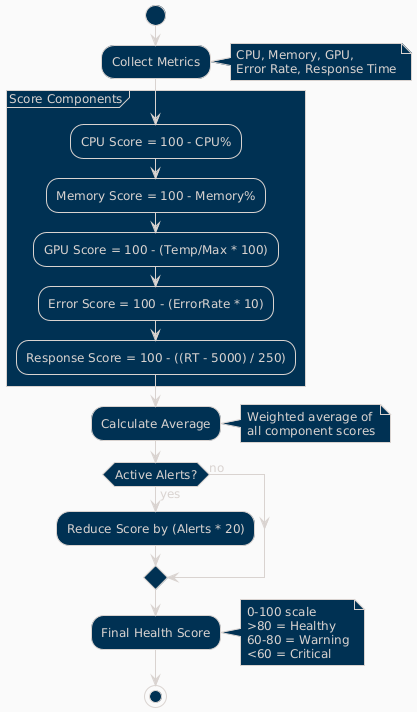 Collect Metrics
CPU, Memory, GPU,
Error Rate, Response Time
Score Components
CPU Score = 100 - CPU%
Memory Score = 100 - Memory%
GPU Score = 100 - (Temp/Max * 100)
Error Score = 100 - (ErrorRate * 10)
Response Score = 100 - ((RT - 5000) / 250)
Calculate Average
Weighted average of
all component scores
Active Alerts?
no
yes
Reduce Score by (Alerts * 20)
Final Health Score
0-100 scale
>80 = Healthy
60-80 = Warning
<60 = Critical